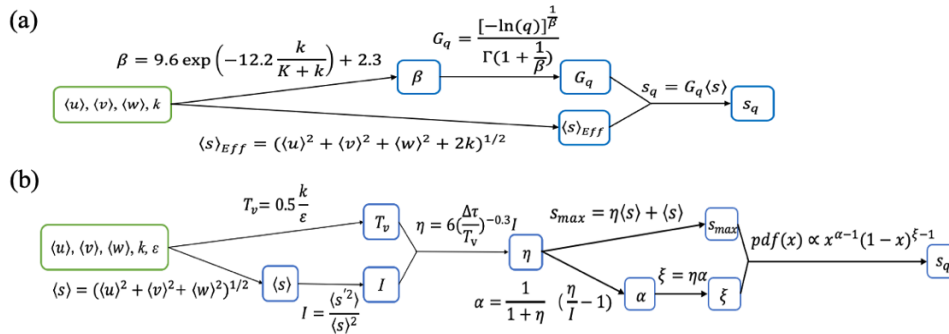 (a)
β = 9.6 exp (−12.2 k/(K + k)) + 2.3
G_q = [−ln(q)]^(1/β) / Γ(1 + 1/β)
⟨u⟩, ⟨v⟩, ⟨w⟩, k
β
G_q
s_q = G_q⟨s⟩
s_q
⟨s⟩_Eff
⟨s⟩_Eff = (⟨u⟩² + ⟨v⟩² + ⟨w⟩² + 2k)^1/2
(b)
T_v = 0.5 k/ε
η = 6(Δτ/T_v)^−0.3 I
s_max = η⟨s⟩ + ⟨s⟩
T_v
s_max
pdf(x) ∝ x^α−1 (1 − x)^ξ−1
⟨u⟩, ⟨v⟩, ⟨w⟩, k, ε
η
s_q
⟨s⟩ = (⟨u⟩² + ⟨v⟩² + ⟨w⟩²)^1/2
⟨s⟩
I
I = ⟨s′²⟩/⟨s⟩²
α = 1/(1 + η) (η/I − 1)
α
ξ = ηα
ξ